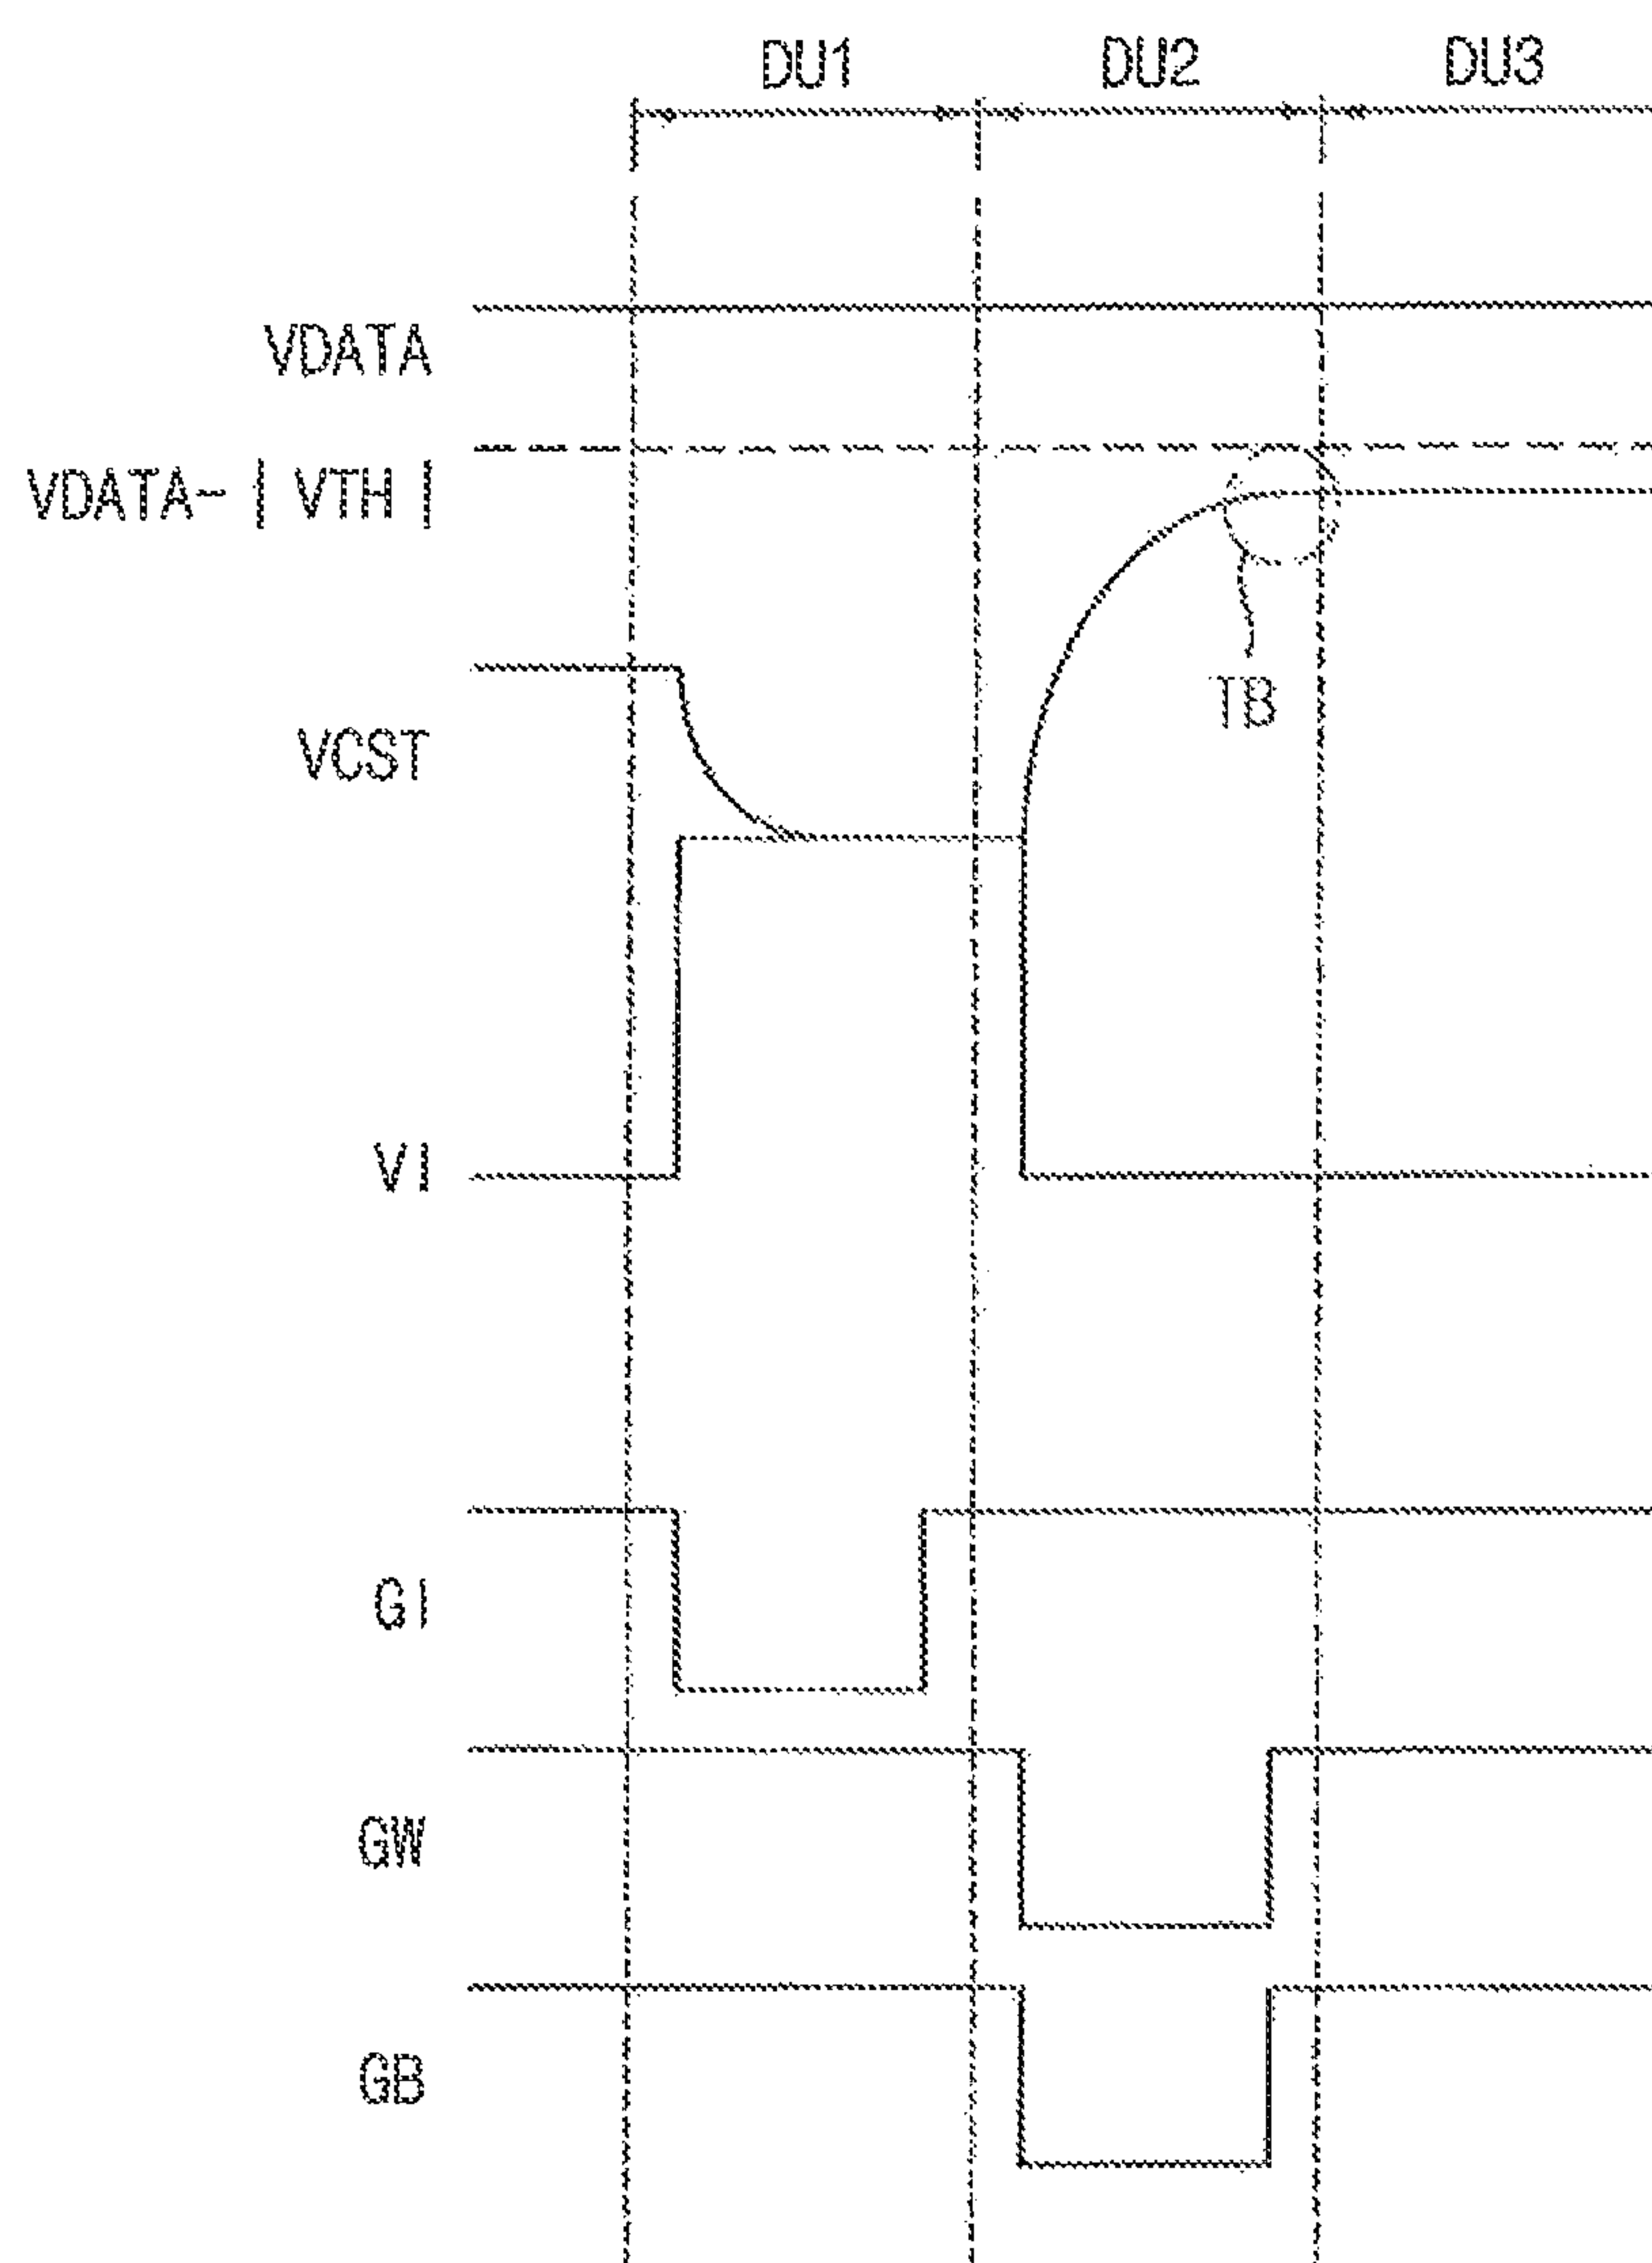 DU1 DU2 DU3
VDATA
VDATA- | VTH |
TB
VCST
VI
GI
GW
GB